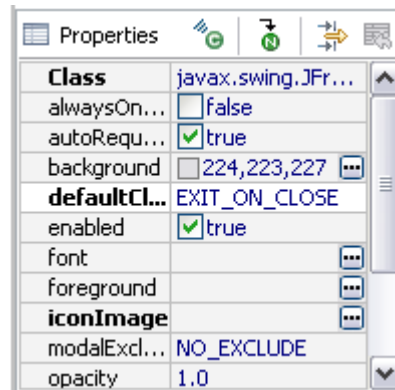 Properties
Class javax.swing.JFr...
alwaysOn... false
autoRequ... true
background 224,223,227
defaultCl... EXIT_ON_CLOSE
enabled true
font
foreground
iconImage
modalExcl... NO_EXCLUDE
opacity 1.0